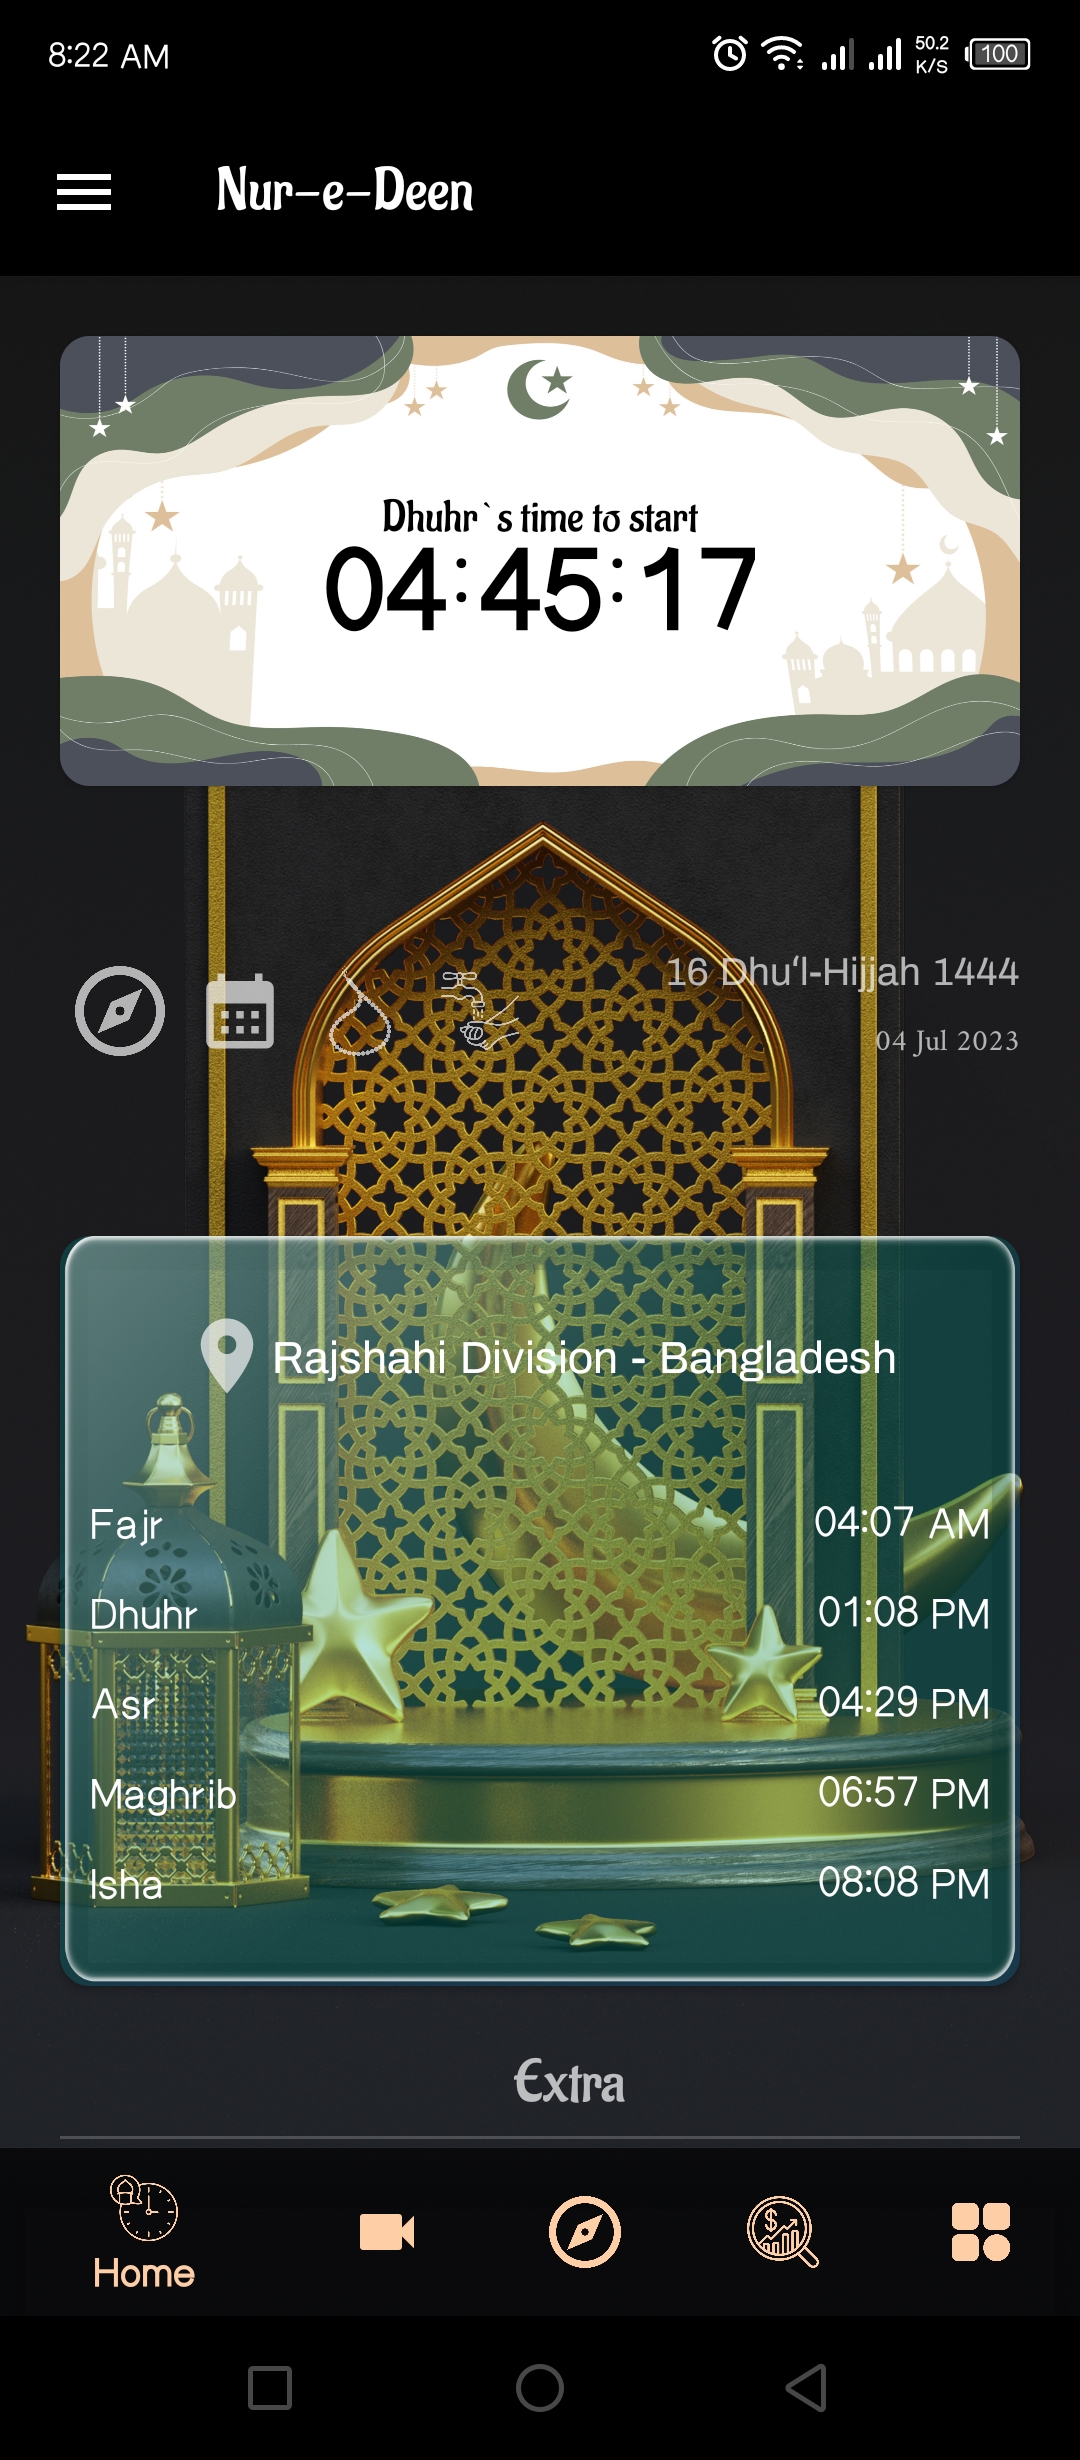 8:22 AM
50.2
K/S
100
Nur-e-Deen
Dhuhr`s time to start
04:45:17
16 Dhuʻl-Hijjah 1444
04 Jul 2023
Rajshahi Division - Bangladesh
Fajr 04:07 AM
Dhuhr 01:08 PM
Asr 04:29 PM
Maghrib 06:57 PM
Isha 08:08 PM
Extra
Home